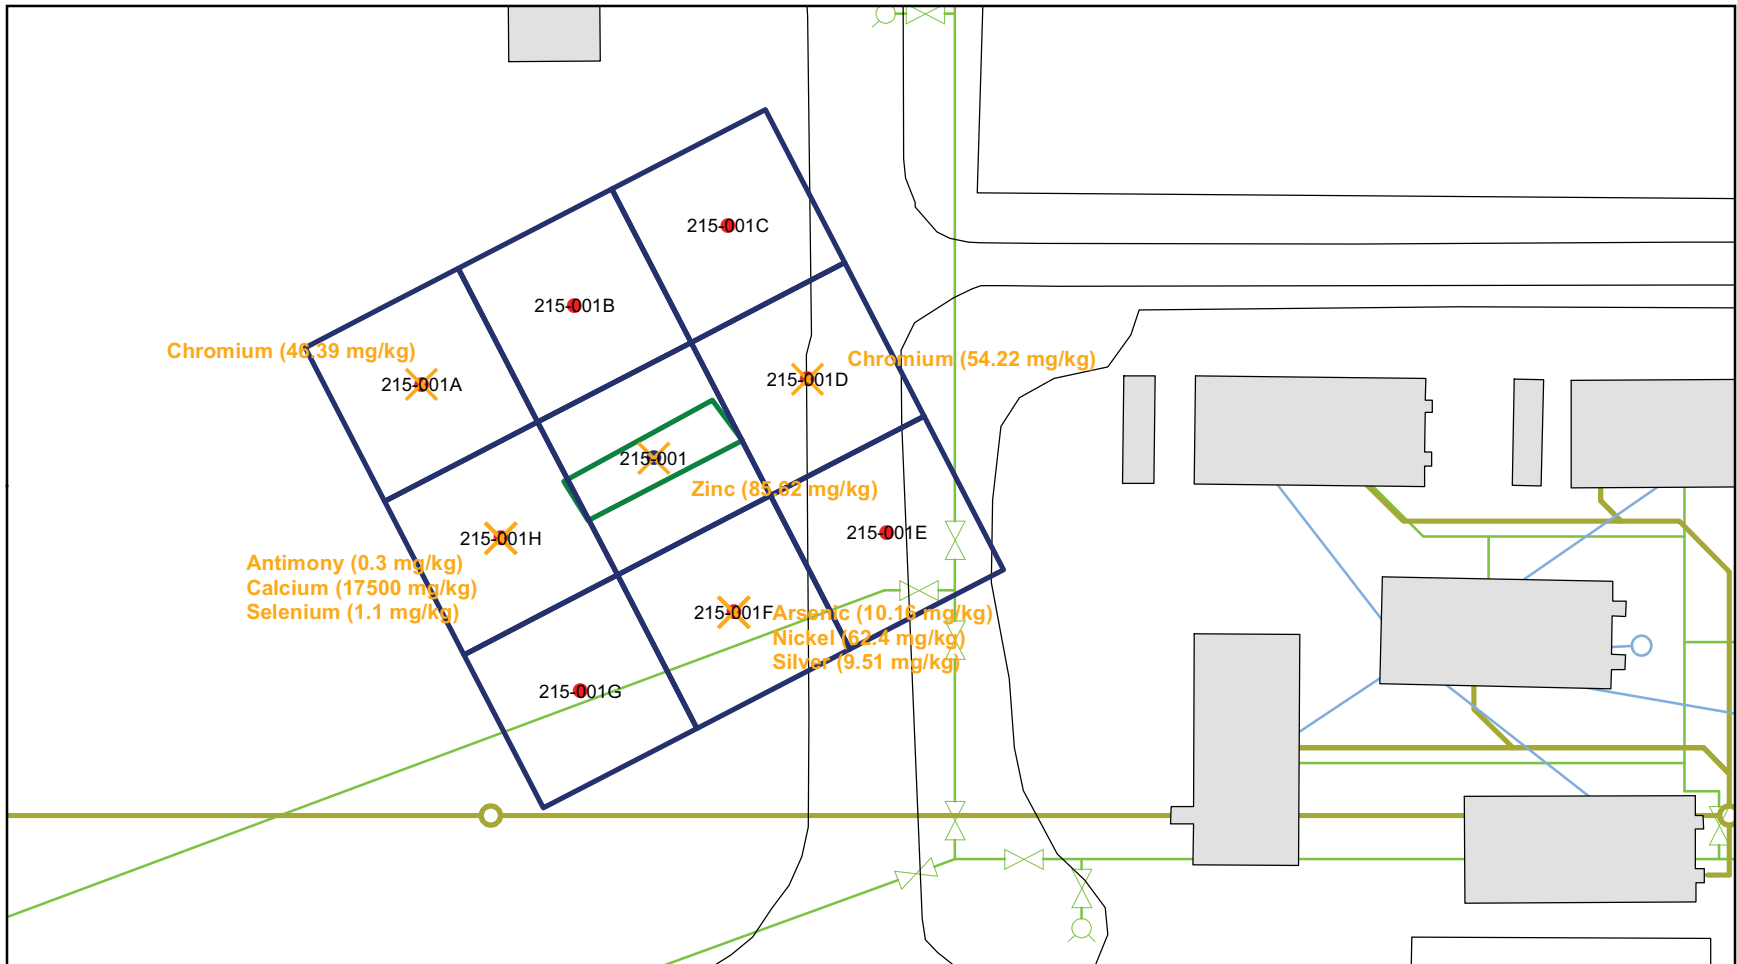 215-001C
215-001B
Chromium (46.39 mg/kg)
Chromium (54.22 mg/kg)
215-001A
215-001D
215-001
Zinc (85.62 mg/kg)
215-001E
215-001H
Antimony (0.3 mg/kg)
Calcium (17500 mg/kg)
Selenium (1.1 mg/kg)
215-001F
Arsenic (10.16 mg/kg)
Nickel (62.4 mg/kg)
Silver (9.51 mg/kg)
215-001G